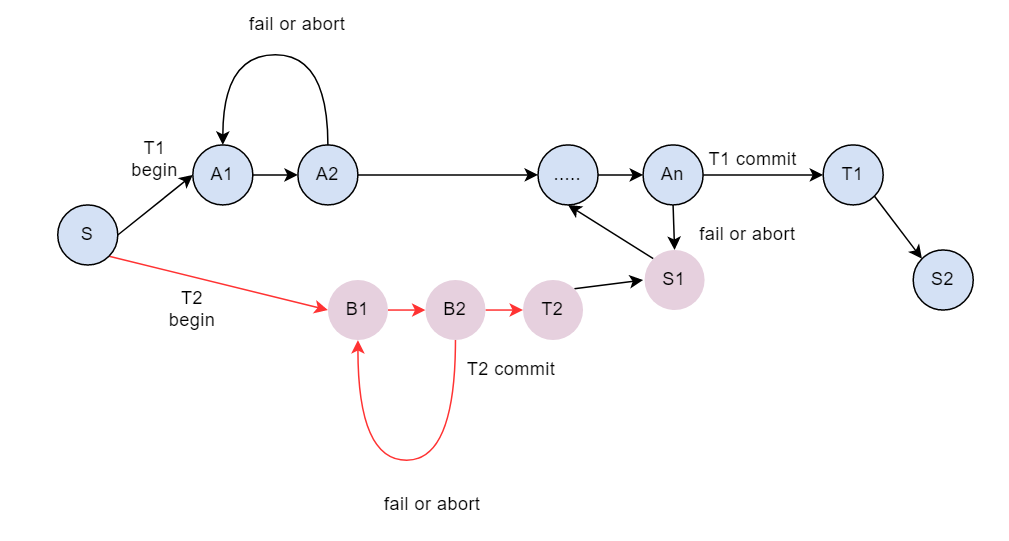 fail or abort
T1
begin
A1
A2
.....
An
T1 commit
T1
S
fail or abort
S1
S2
T2
begin
B1
B2
T2
T2 commit
fail or abort